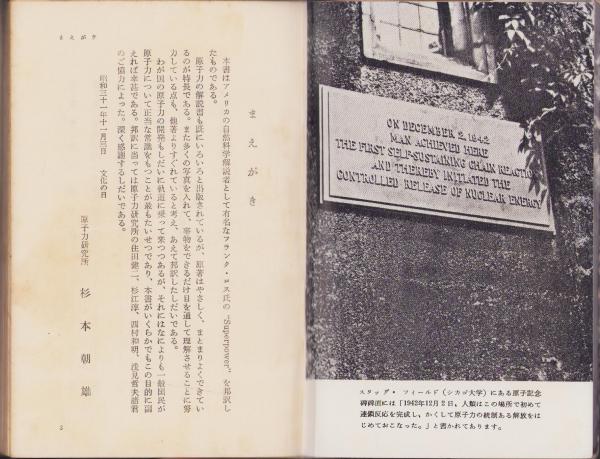 まえがき
まえがき
本書はアメリカの自然科学解説者として有名なフランク・ロス氏の "Superpower" を邦訳し
たものである。
原子力の解説書も既にいろいろと出版されているが、原著はやさしく、まとまりよくできてい
るのが特長である。また多くの写真を入れて、事物をできるだけ目を通して理解させることに努
力している点も、他著よりすぐれていると考え、あえて邦訳したしだいである。
わが国の原子力の開発もしだいに軌道に乗って来つつあるが、それにはなによりも一般国民が
原子力について正当な常識をもつことが最もたいせつであり、本書がいくらかでもこの目的に副
えれば幸甚である。邦訳に当っては原子力研究所の住田健二、杉江淳、西村和明、浅見哲夫諸君
のご協力によった。深く感謝するしだいである。
昭和三十一年十一月三日 文化の日
原子力研究所 杉本朝雄
3
ON DECEMBER 2, 1942
MAN ACHIEVED HERE
THE FIRST SELF-SUSTAINING CHAIN REACTION
AND THEREBY INITIATED THE
CONTROLLED RELEASE OF NUCLEAR ENERGY
スタッグ・フィールド（シカゴ大学）にある原子記念
碑碑面には「1942年12月2日，人類はこの場所で初めて
連鎖反応を完成し，かくして原子力の統制ある解放をは
じめておこなった。」と書かれてあります。